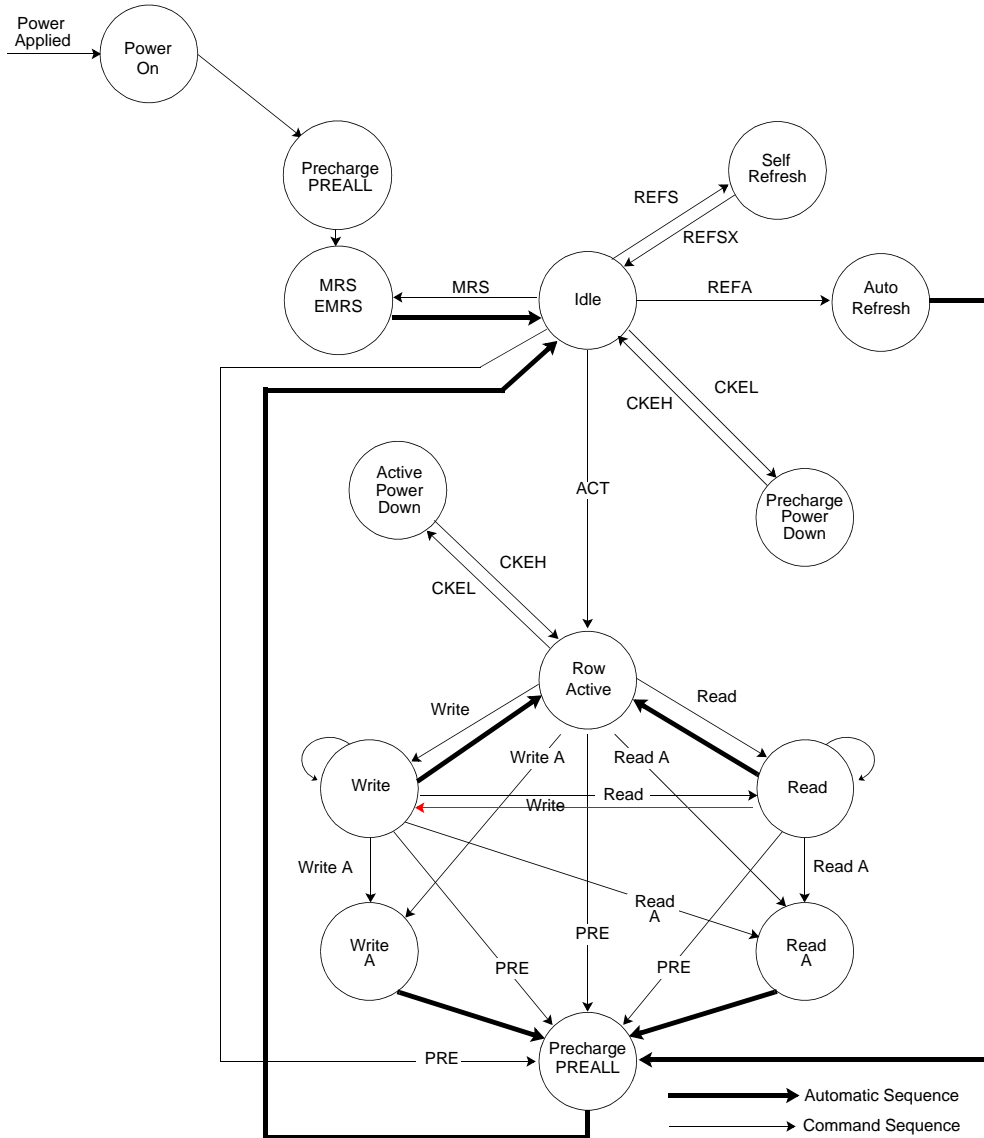 Power
Applied
Power
On
Precharge
PREALL
Self
Refresh
REFS
REFSX
MRS
EMRS
MRS
Idle
REFA
Auto
Refresh
CKEL
CKEH
Active
Power
Down
ACT
Precharge
Power
Down
CKEH
CKEL
Row
Active
Write
Read
Write A
Read A
Write
Read
Read
Write
Write A
Read A
Read
A
Write
A
PRE
Read
A
PRE
PRE
Precharge
PREALL
PRE
Automatic Sequence
Command Sequence